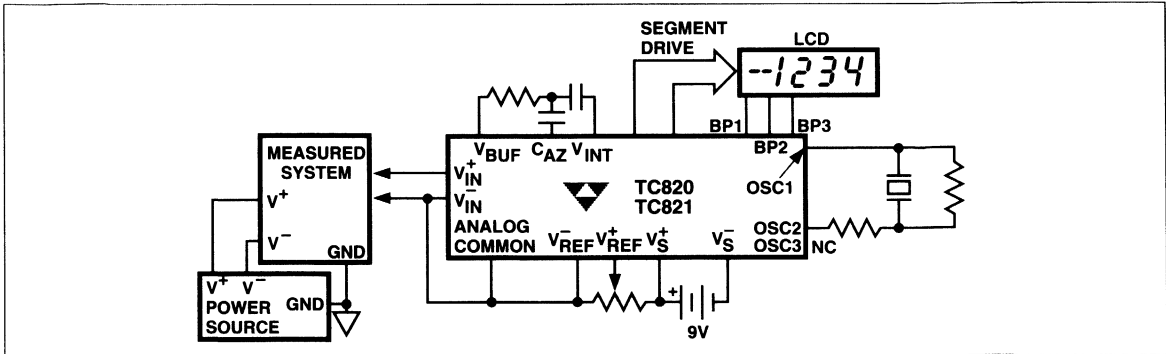 SEGMENT
DRIVE
LCD
--1234
BP1
BP2
BP3
VBUF
CAZ
VINT
MEASURED
SYSTEM
V+
V−
GND
V+IN
V−IN
ANALOG
COMMON
TC820
TC821
OSC1
OSC2
OSC3
NC
V−REF
V+REF
V+S
V−S
V+
V−
GND
POWER
SOURCE
+
9V